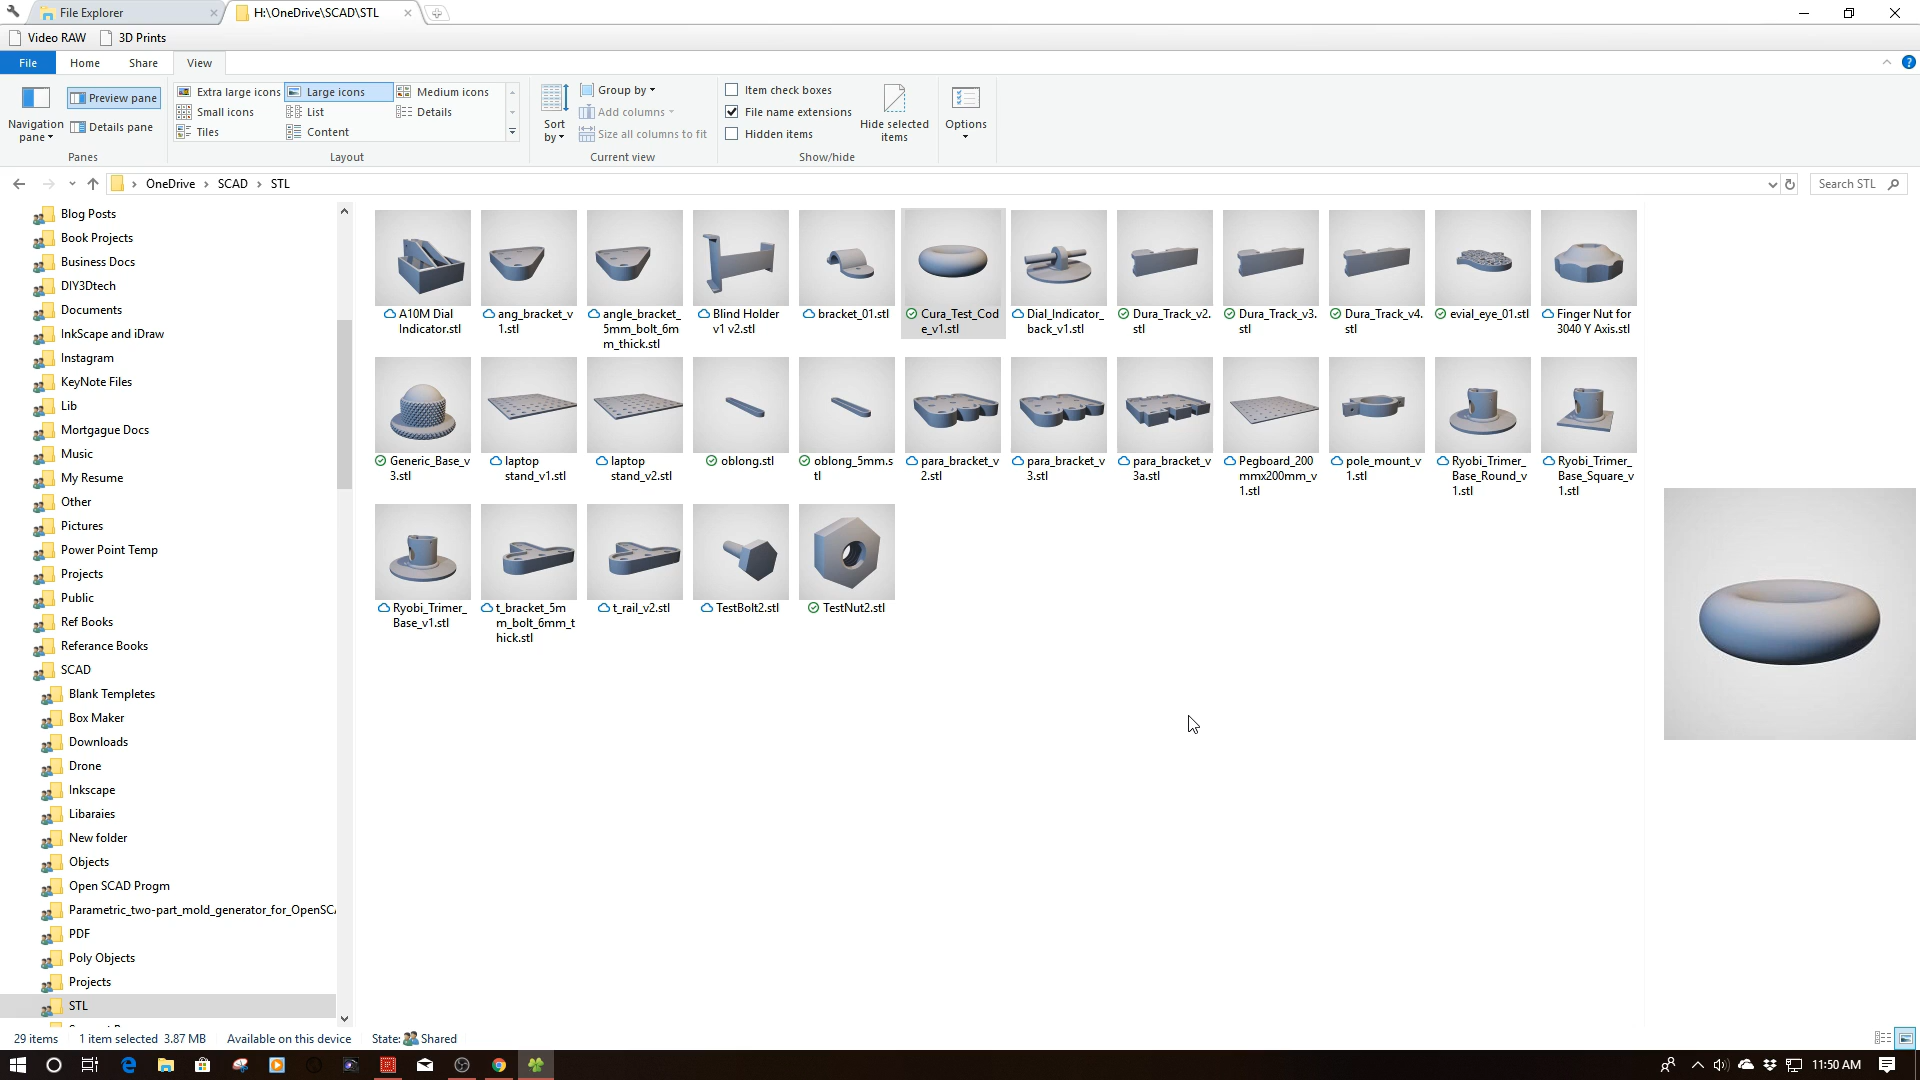 File Explorer
H:\OneDrive\SCAD\STL
Video RAW
3D Prints
File
Home
Share
View
Navigation pane
Preview pane
Details pane
Panes
Extra large icons
Large icons
Medium icons
Small icons
List
Details
Tiles
Content
Layout
Sort by
Group by
Add columns
Size all columns to fit
Current view
Item check boxes
File name extensions
Hidden items
Hide selected items
Show/hide
Options
OneDrive
SCAD
STL
Search STL
Blog Posts
Book Projects
Business Docs
DIY3Dtech
Documents
InkScape and iDraw
Instagram
KeyNote Files
Lib
Mortgague Docs
Music
My Resume
Other
Pictures
Power Point Temp
Projects
Public
Ref Books
Referance Books
SCAD
Blank Templetes
Box Maker
Downloads
Drone
Inkscape
Libaraies
New folder
Objects
Open SCAD Progm
Parametric_two-part_mold_generator_for_OpenSC
PDF
Poly Objects
Projects
STL
A10M Dial
Indicator.stl
ang_bracket_v
1.stl
angle_bracket_
5mm_bolt_6m
m_thick.stl
Blind Holder
v1 v2.stl
bracket_01.stl
Cura_Test_Cod
e_v1.stl
Dial_Indicator_
back_v1.stl
Dura_Track_v2.
stl
Dura_Track_v3.
stl
Dura_Track_v4.
stl
evial_eye_01.stl
Finger Nut for
3040 Y Axis.stl
Generic_Base_v
3.stl
laptop
stand_v1.stl
laptop
stand_v2.stl
oblong.stl
oblong_5mm.s
tl
para_bracket_v
2.stl
para_bracket_v
3.stl
para_bracket_v
3a.stl
Pegboard_200
mmx200mm_v
1.stl
pole_mount_v
1.stl
Ryobi_Trimer_
Base_Round_v
1.stl
Ryobi_Trimer_
Base_Square_v
1.stl
Ryobi_Trimer_
Base_v1.stl
t_bracket_5m
m_bolt_6mm_t
hick.stl
t_rail_v2.stl
TestBolt2.stl
TestNut2.stl
29 items
1 item selected 3.87 MB
Available on this device
State:
Shared
11:50 AM